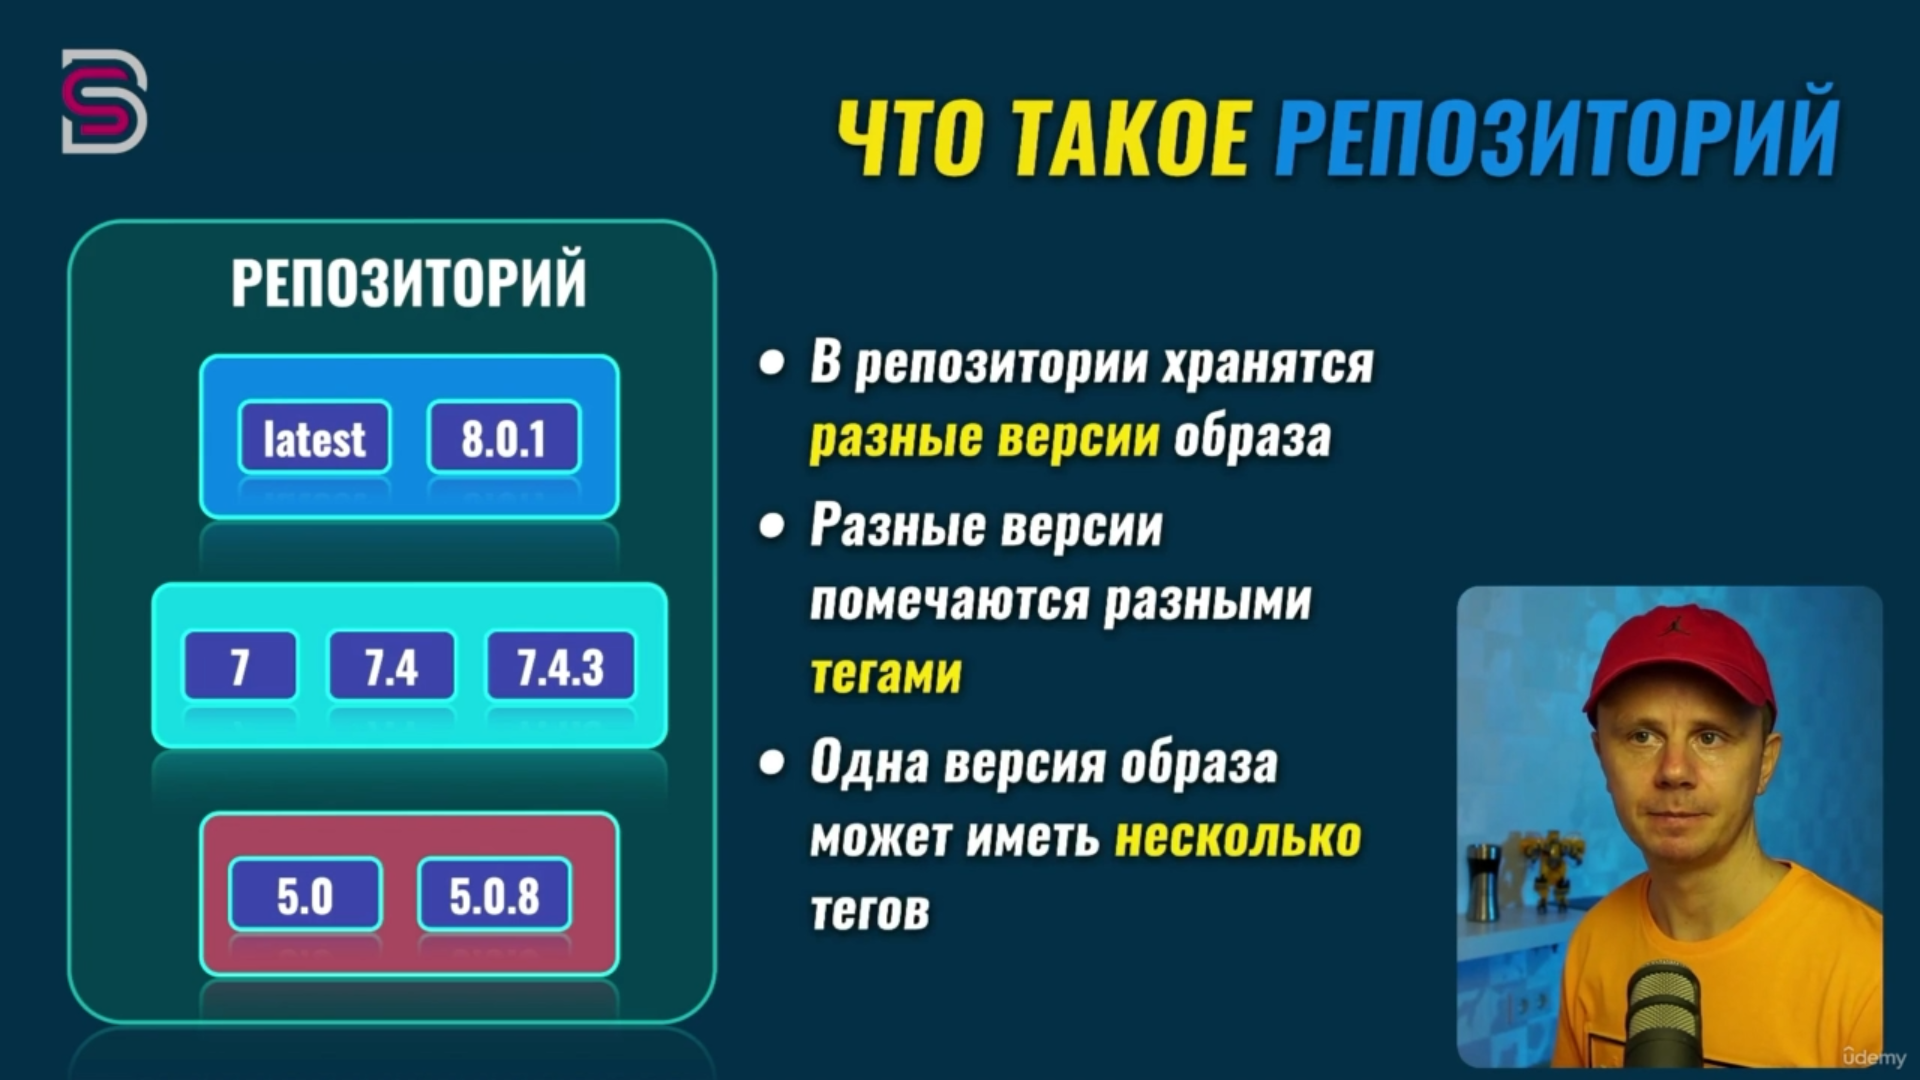 ЧТО ТАКОЕ РЕПОЗИТОРИЙ
РЕПОЗИТОРИЙ
latest 8.0.1
7 7.4 7.4.3
5.0 5.0.8
• В репозитории хранятся
разные версии образа
• Разные версии
помечаются разными
тегами
• Одна версия образа
может иметь несколько
тегов
ûdemy